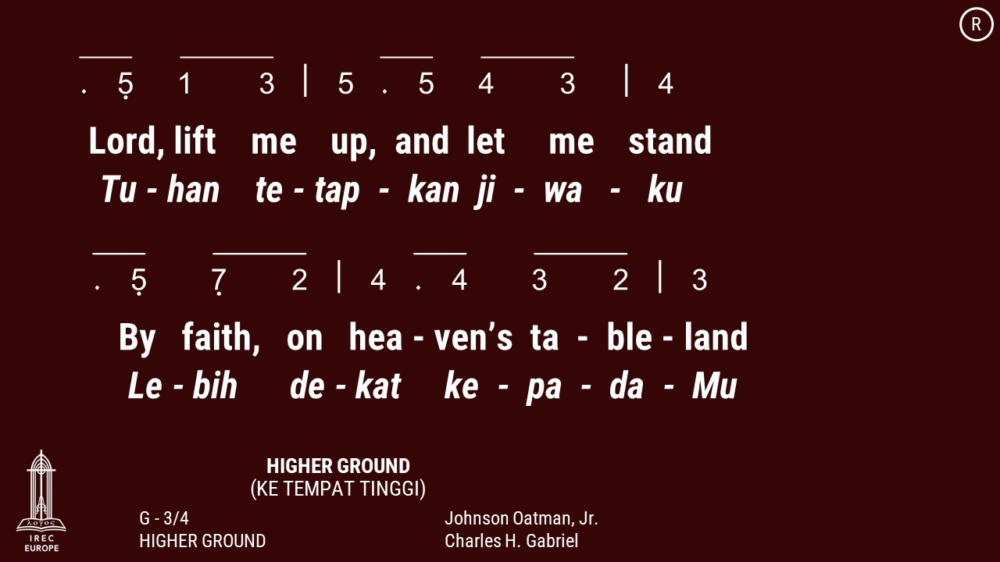 R
. 5̣ 1 3 | 5 . 5 4 3 | 4
Lord, lift me up, and let me stand
Tu - han te - tap - kan ji - wa - ku
. 5̣ 7̣ 2 | 4 . 4 3 2 | 3
By faith, on hea - ven’s ta - ble - land
Le - bih de - kat ke - pa - da - Mu
HIGHER GROUND
(KE TEMPAT TINGGI)
G - 3/4
HIGHER GROUND
Johnson Oatman, Jr.
Charles H. Gabriel
λογος
IREC
EUROPE